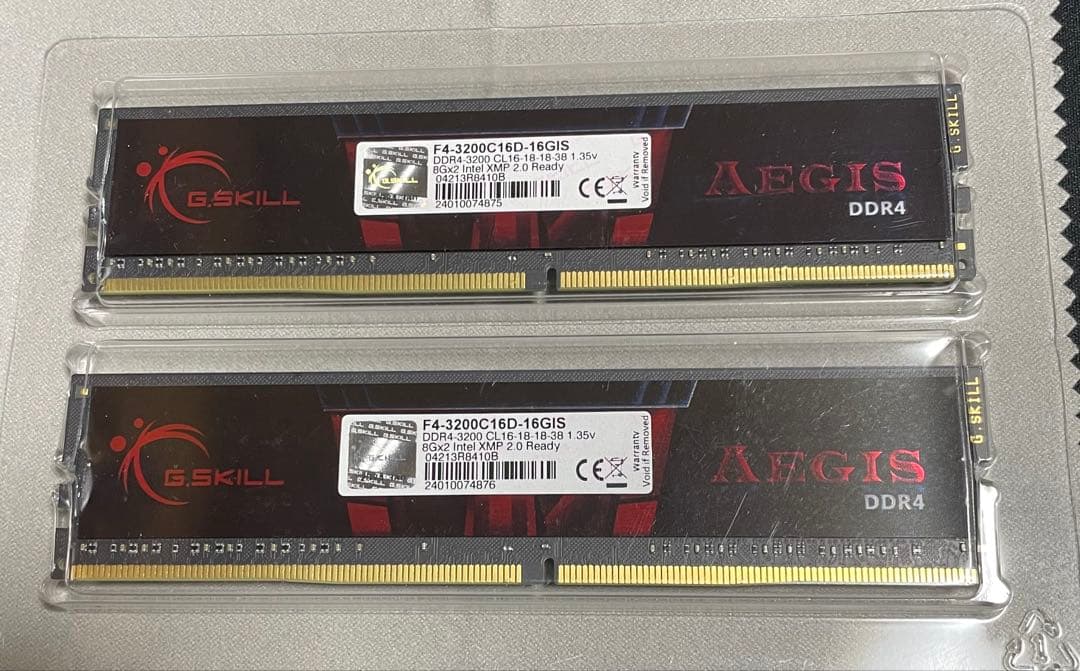 G.SKILL
F4-3200C16D-16GIS
DDR4-3200 CL16-18-18-38 1.35v
8Gx2 Intel XMP 2.0 Ready
04213R8410B
24010074875
CE
Warranty
Void if Removed
AEGIS
DDR4
G.SKILL
G.SKILL
F4-3200C16D-16GIS
DDR4-3200 CL16-18-18-38 1.35v
8Gx2 Intel XMP 2.0 Ready
04213R8410B
24010074876
CE
Warranty
Void if Removed
AEGIS
DDR4
G.SKILL